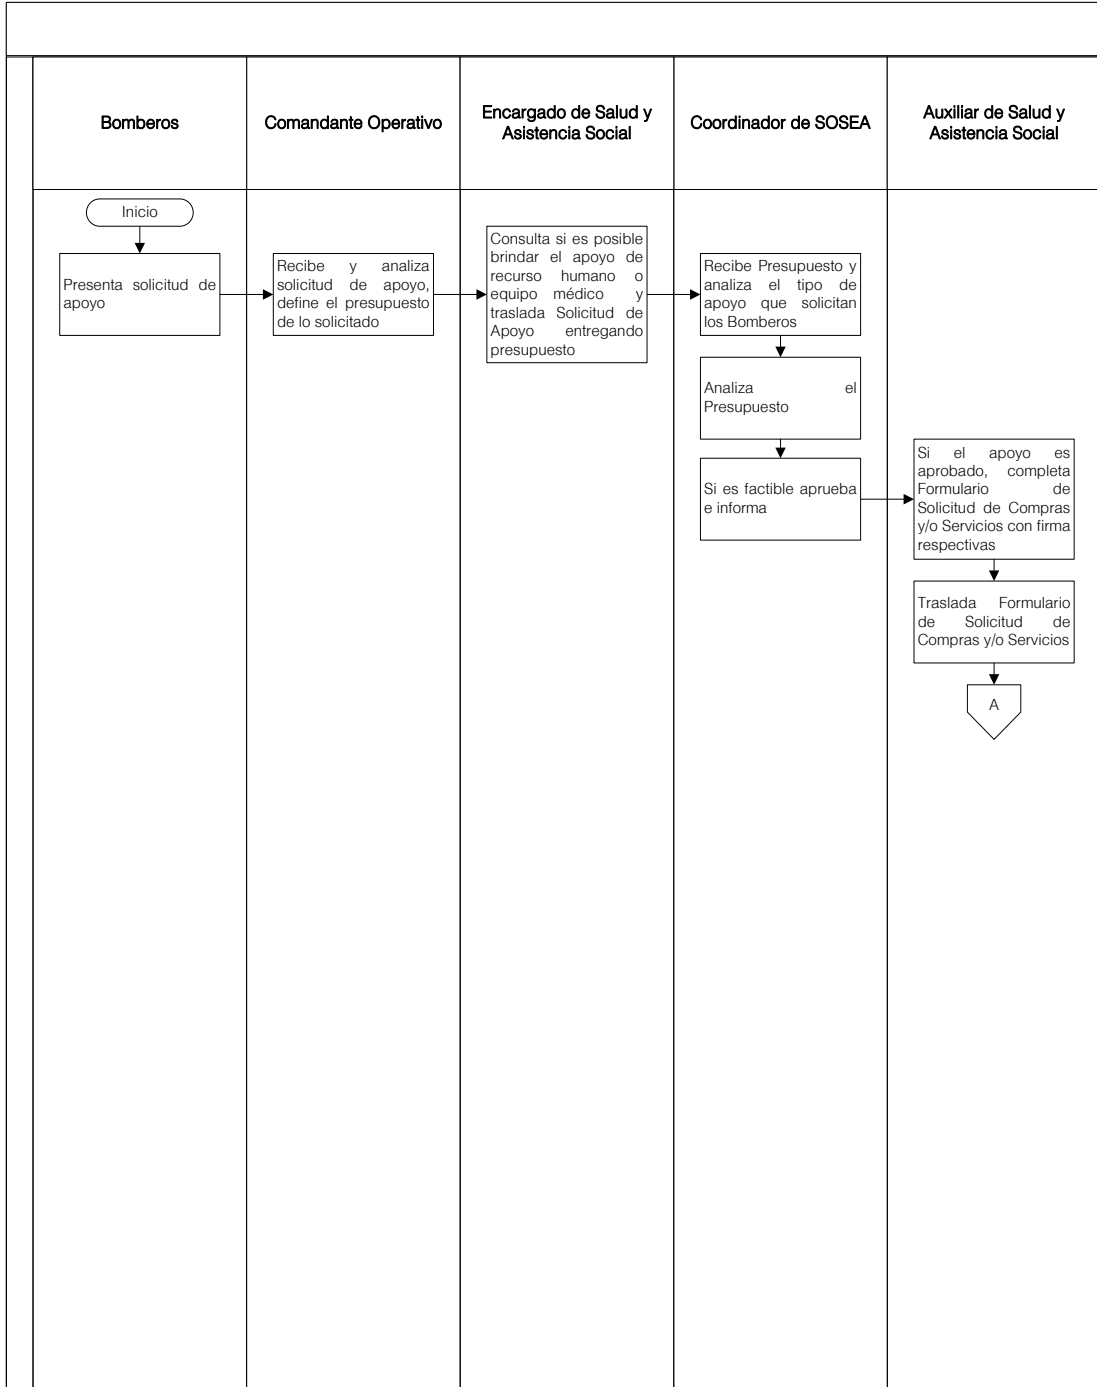 Bomberos
Comandante Operativo
Encargado de Salud y
Asistencia Social
Coordinador de SOSEA
Auxiliar de Salud y
Asistencia Social
Inicio
Presenta solicitud de
apoyo
Recibe y analiza
solicitud de apoyo,
define el presupuesto
de lo solicitado
Consulta si es posible
brindar el apoyo de
recurso humano o
equipo médico y
traslada Solicitud de
Apoyo entregando
presupuesto
Recibe Presupuesto y
analiza el tipo de
apoyo que solicitan
los Bomberos
Analiza el
Presupuesto
Si es factible aprueba
e informa
Si el apoyo es
aprobado, completa
Formulario de
Solicitud de Compras
y/o Servicios con firma
respectivas
Traslada Formulario
de Solicitud de
Compras y/o Servicios
A